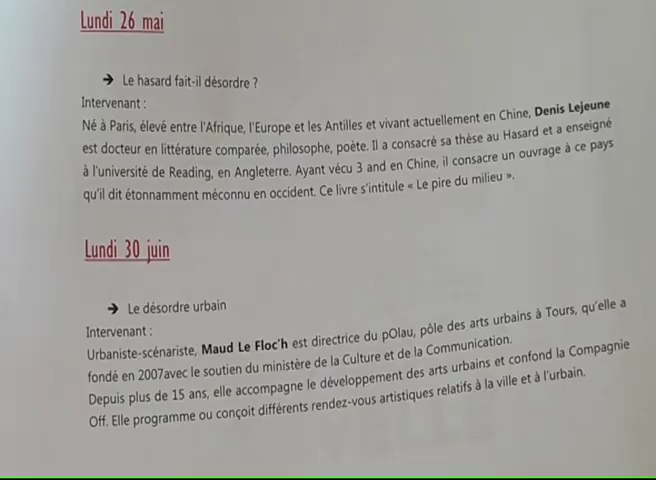 Lundi 26 mai
→ Le hasard fait-il désordre ?
Intervenant :
Né à Paris, élevé entre l'Afrique, l'Europe et les Antilles et vivant actuellement en Chine, Denis Lejeune
est docteur en littérature comparée, philosophe, poète. Il a consacré sa thèse au Hasard et a enseigné
à l'université de Reading, en Angleterre. Ayant vécu 3 and en Chine, il consacre un ouvrage à ce pays
qu'il dit étonnamment méconnu en occident. Ce livre s'intitule « Le pire du milieu ».
Lundi 30 juin
→ Le désordre urbain
Intervenant :
Urbaniste-scénariste, Maud Le Floc'h est directrice du pOlau, pôle des arts urbains à Tours, qu'elle a
fondé en 2007avec le soutien du ministère de la Culture et de la Communication.
Depuis plus de 15 ans, elle accompagne le développement des arts urbains et confond la Compagnie
Off. Elle programme ou conçoit différents rendez-vous artistiques relatifs à la ville et à l'urbain.